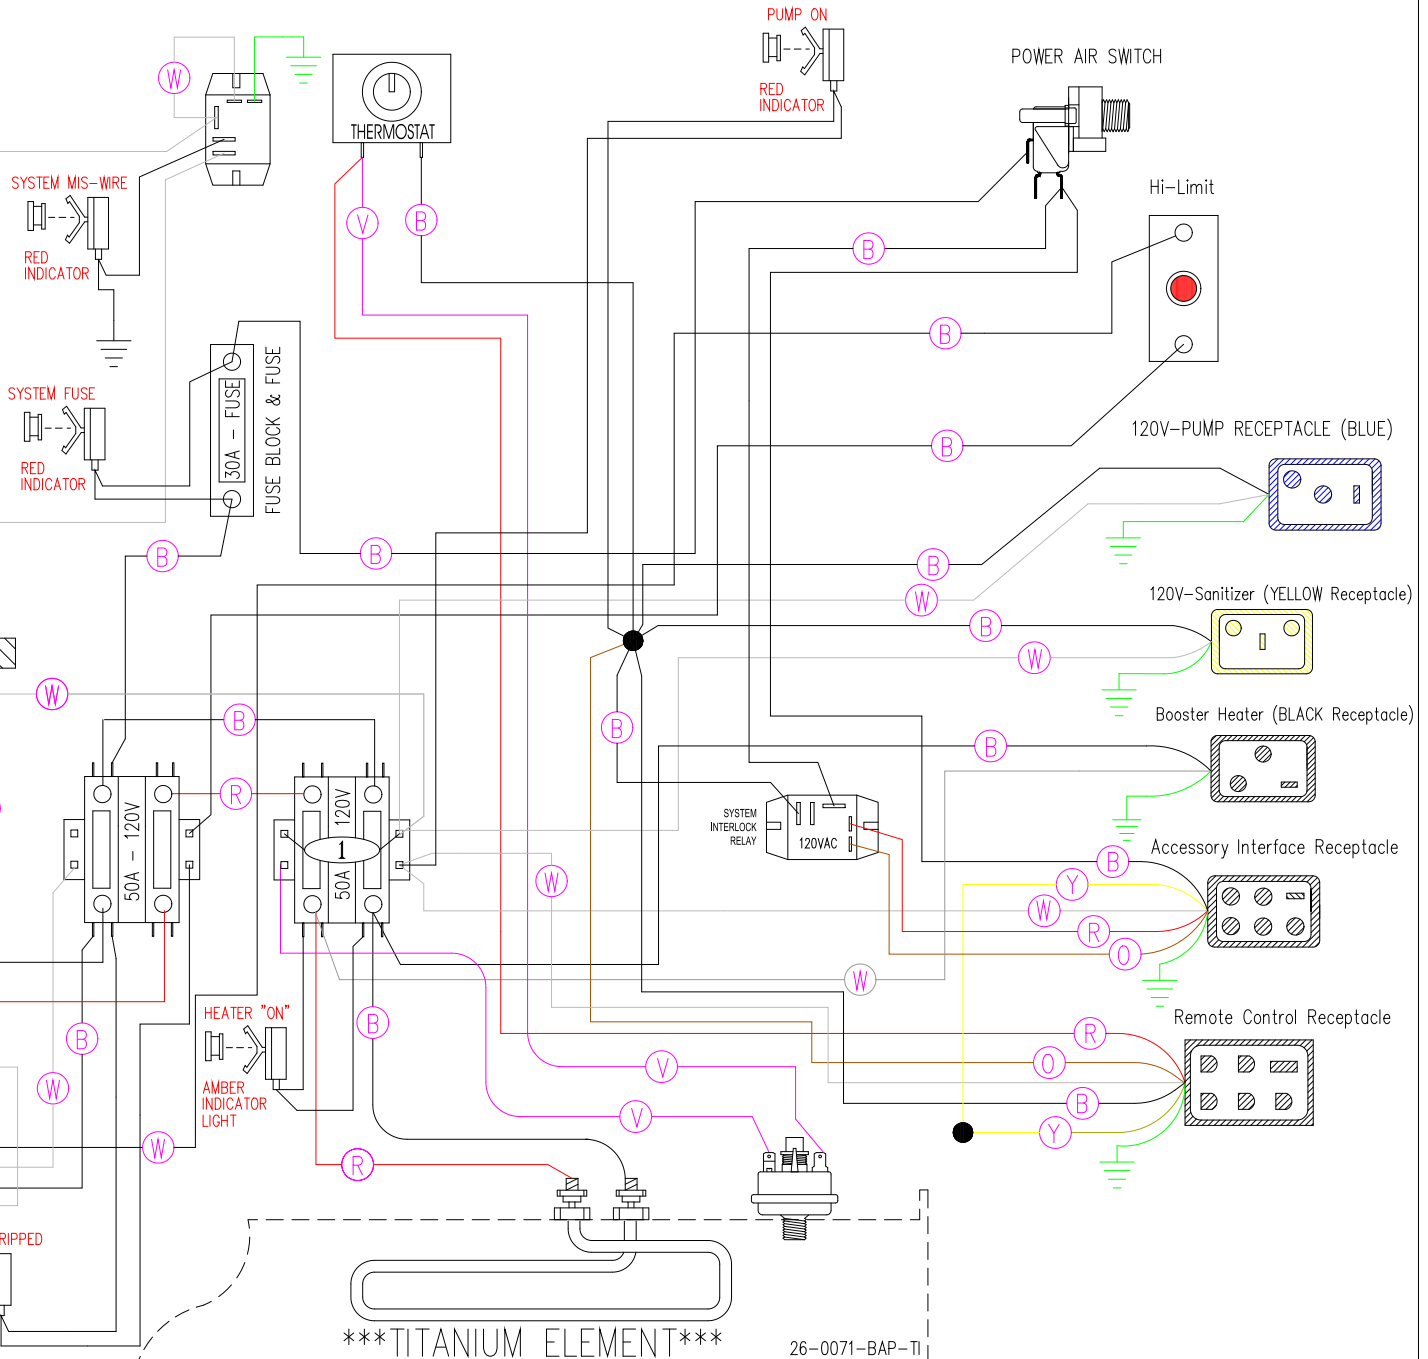 PUMP ON
RED
INDICATOR
POWER AIR SWITCH
W
THERMOSTAT
SYSTEM MIS-WIRE
RED
INDICATOR
Hi-Limit
V
B
B
B
SYSTEM FUSE
RED
INDICATOR
30A - FUSE
FUSE BLOCK & FUSE
120V-PUMP RECEPTACLE (BLUE)
B
B
B
B
W
120V-Sanitizer (YELLOW Receptacle)
B
W
W
B
B
Booster Heater (BLACK Receptacle)
B
R
50A - 120V
50A
120V
1
SYSTEM
INTERLOCK
RELAY
120VAC
Accessory Interface Receptacle
B
Y
W
W
R
O
W
HEATER "ON"
AMBER
INDICATOR
LIGHT
B
B
Remote Control Receptacle
R
O
V
B
V
Y
W
W
R
RIPPED
***TITANIUM ELEMENT***
26-0071-BAP-TI